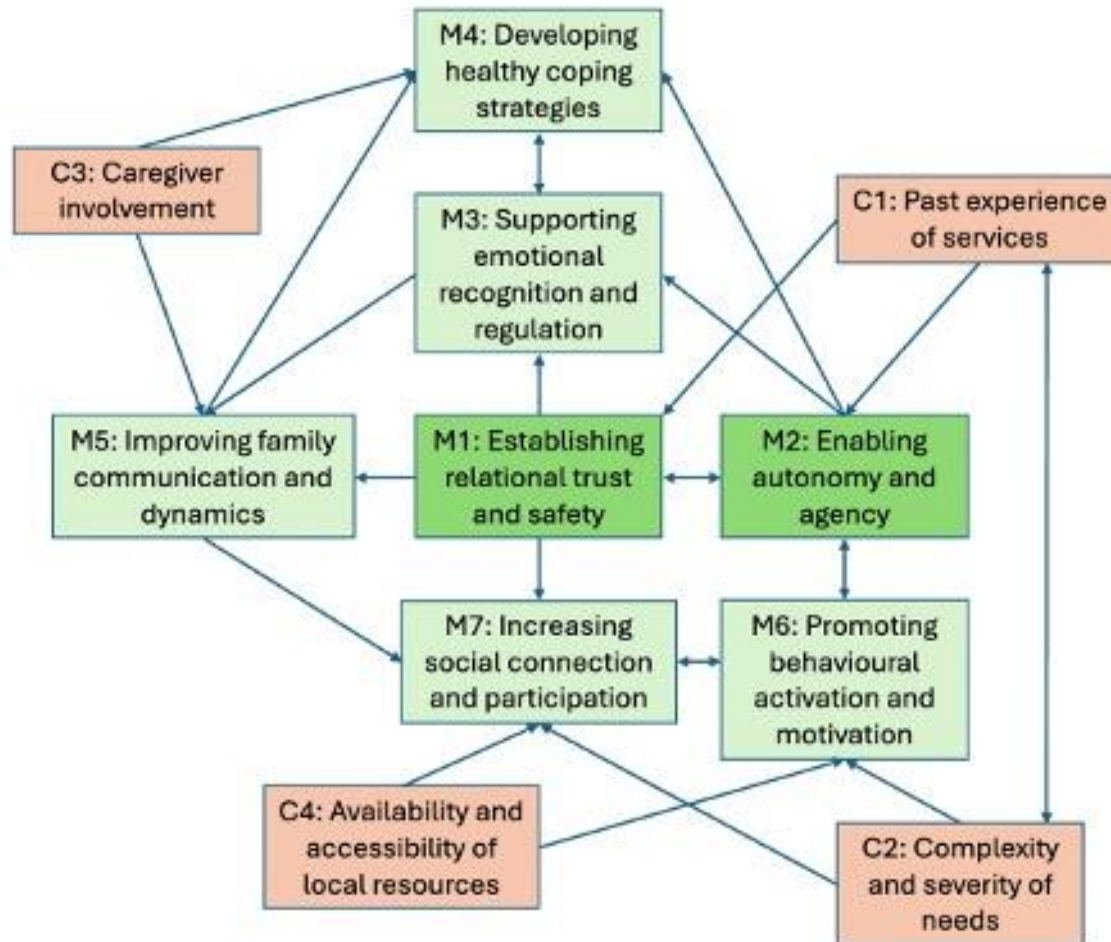 M4: Developing
healthy coping
strategies
C3: Caregiver
involvement
M3: Supporting
emotional
recognition and
regulation
C1: Past experience
of services
M5: Improving family
communication and
dynamics
M1: Establishing
relational trust
and safety
M2: Enabling
autonomy and
agency
M7: Increasing
social connection
and participation
M6: Promoting
behavioural
activation and
motivation
C4: Availability and
accessibility of
local resources
C2: Complexity
and severity of
needs